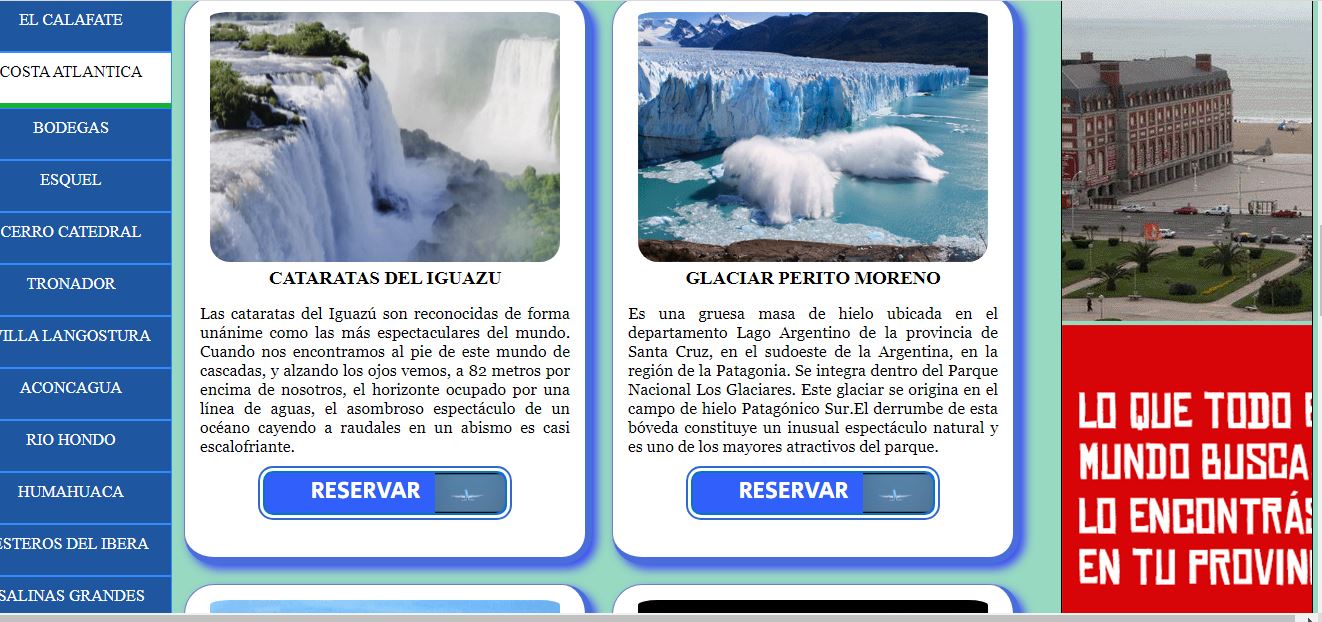 EL CALAFATE
COSTA ATLANTICA
BODEGAS
ESQUEL
CERRO CATEDRAL
TRONADOR
VILLA LANGOSTURA
ACONCAGUA
RIO HONDO
HUMAHUACA
ESTEROS DEL IBERA
SALINAS GRANDES
CATARATAS DEL IGUAZU
Las cataratas del Iguazú son reconocidas de forma
unánime como las más espectaculares del mundo.
Cuando nos encontramos al pie de este mundo de
cascadas, y alzando los ojos vemos, a 82 metros por
encima de nosotros, el horizonte ocupado por una
línea de aguas, el asombroso espectáculo de un
océano cayendo a raudales en un abismo es casi
escalofriante.
RESERVAR
GLACIAR PERITO MORENO
Es una gruesa masa de hielo ubicada en el
departamento Lago Argentino de la provincia de
Santa Cruz, en el sudoeste de la Argentina, en la
región de la Patagonia. Se integra dentro del Parque
Nacional Los Glaciares. Este glaciar se origina en el
campo de hielo Patagónico Sur.El derrumbe de esta
bóveda constituye un inusual espectáculo natural y
es uno de los mayores atractivos del parque.
RESERVAR
LO QUE TODO E
MUNDO BUSCA
LO ENCONTRÁS
EN TU PROVIN